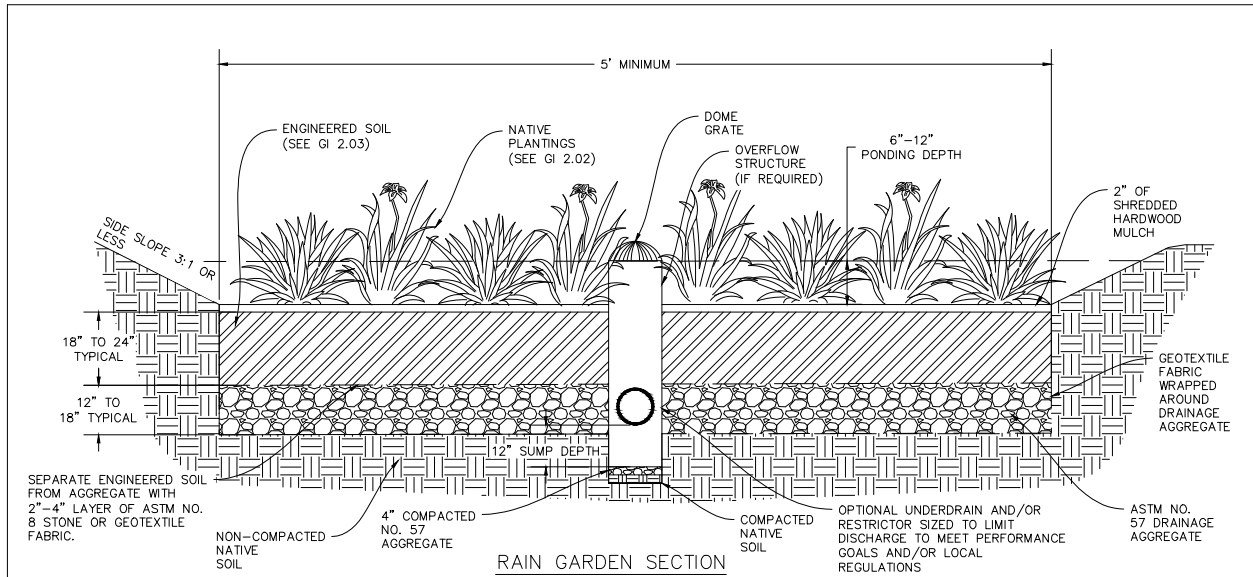 5' MINIMUM
ENGINEERED SOIL
(SEE GI 2.03)
NATIVE
PLANTINGS
(SEE GI 2.02)
DOME
GRATE
OVERFLOW
STRUCTURE
(IF REQUIRED)
6"-12"
PONDING DEPTH
2" OF
SHREDDED
HARDWOOD
MULCH
SIDE SLOPE 3:1 OR
LESS
18" TO 24"
TYPICAL
12" TO
18" TYPICAL
GEOTEXTILE
FABRIC
WRAPPED
AROUND
DRAINAGE
AGGREGATE
12" SUMP DEPTH
SEPARATE ENGINEERED SOIL
FROM AGGREGATE WITH
2"-4" LAYER OF ASTM NO.
8 STONE OR GEOTEXTILE
FABRIC.
NON-COMPACTED
NATIVE
SOIL
4" COMPACTED
NO. 57
AGGREGATE
COMPACTED
NATIVE
SOIL
OPTIONAL UNDERDRAIN AND/OR
RESTRICTOR SIZED TO LIMIT
DISCHARGE TO MEET PERFORMANCE
GOALS AND/OR LOCAL
REGULATIONS
ASTM NO.
57 DRAINAGE
AGGREGATE
RAIN GARDEN SECTION